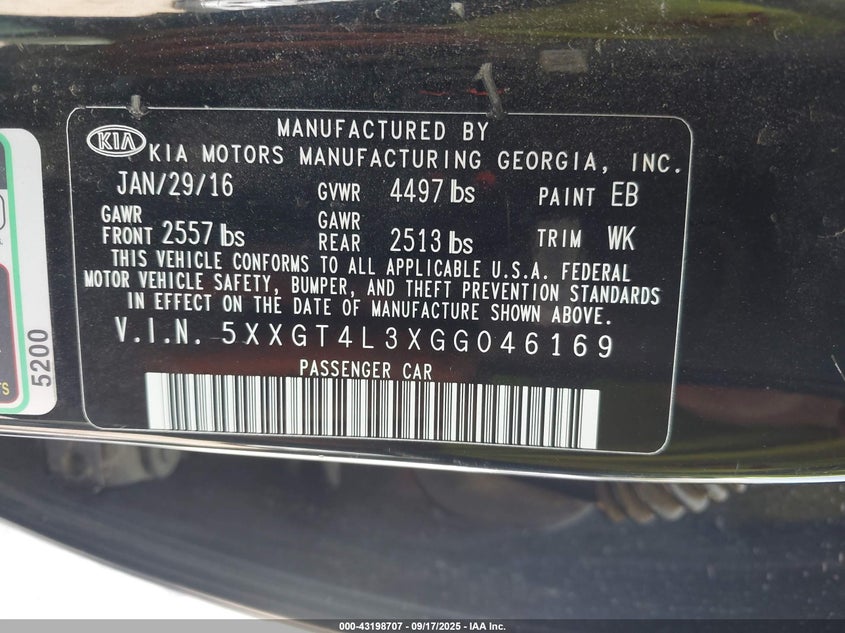 MANUFACTURED BY
KIA KIA MOTORS MANUFACTURING GEORGIA, INC.
JAN/29/16 GVWR 4497 lbs PAINT EB
GAWR FRONT 2557 lbs GAWR REAR 2513 lbs TRIM WK
THIS VEHICLE CONFORMS TO ALL APPLICABLE U.S.A. FEDERAL
MOTOR VEHICLE SAFETY, BUMPER, AND THEFT PREVENTION STANDARDS
IN EFFECT ON THE DATE OF MANUFACTURE SHOWN ABOVE.
V.I.N. 5XXGT4L3XGG046169
PASSENGER CAR
5200
000-43198707 - 09/17/2025 - IAA Inc.